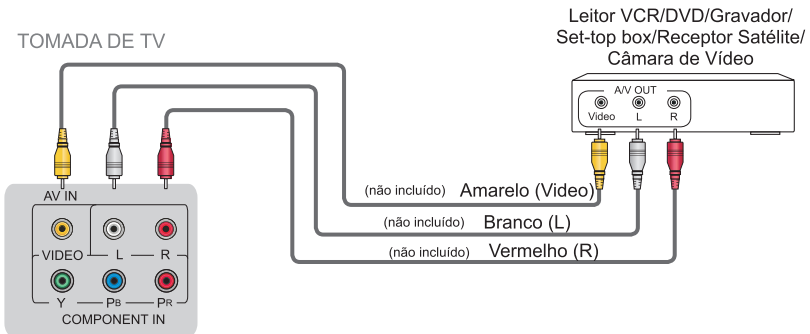 Leitor VCR/DVD/Gravador/
Set-top box/Receptor Satélite/
Câmara de Vídeo
TOMADA DE TV
A/V OUT
Video L R
(não incluído) Amarelo (Video)
(não incluído) Branco (L)
(não incluído) Vermelho (R)
AV IN
VIDEO L R
Y PB PR
COMPONENT IN